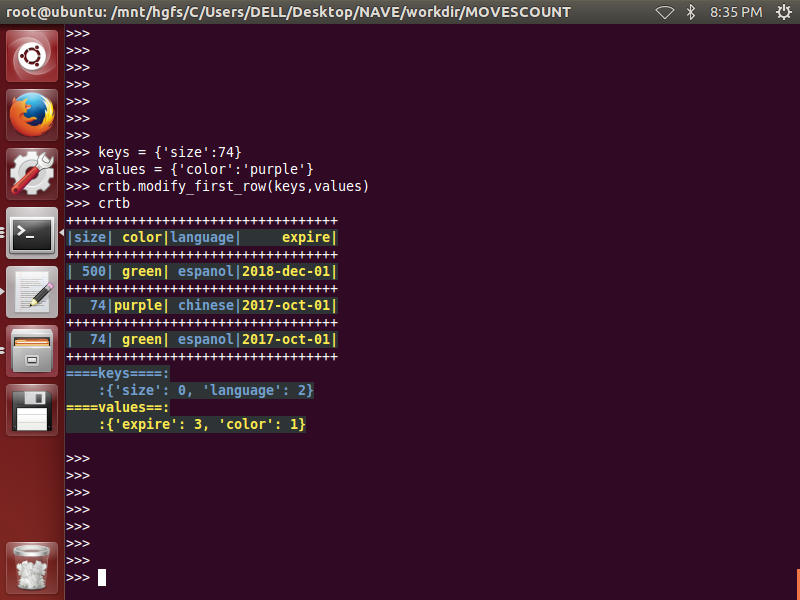 root@ubuntu: /mnt/hgfs/C/Users/DELL/Desktop/NAVE/workdir/MOVESCOUNT 8:35 PM
>>>
>>>
>>>
>>>
>>>
>>>
>>>
>>> keys = {'size':74}
>>> values = {'color':'purple'}
>>> crtb.modify_first_row(keys,values)
>>> crtb
++++++++++++++++++++++++++++++++++
|size| color|language|     expire|
++++++++++++++++++++++++++++++++++
| 500| green| espanol|2018-dec-01|
++++++++++++++++++++++++++++++++++
|  74|purple| chinese|2017-oct-01|
++++++++++++++++++++++++++++++++++
|  74| green| espanol|2017-oct-01|
++++++++++++++++++++++++++++++++++
====keys====:
    :{'size': 0, 'language': 2}
====values==:
    :{'expire': 3, 'color': 1}
>>>
>>>
>>>
>>>
>>>
>>>
>>>
>>>